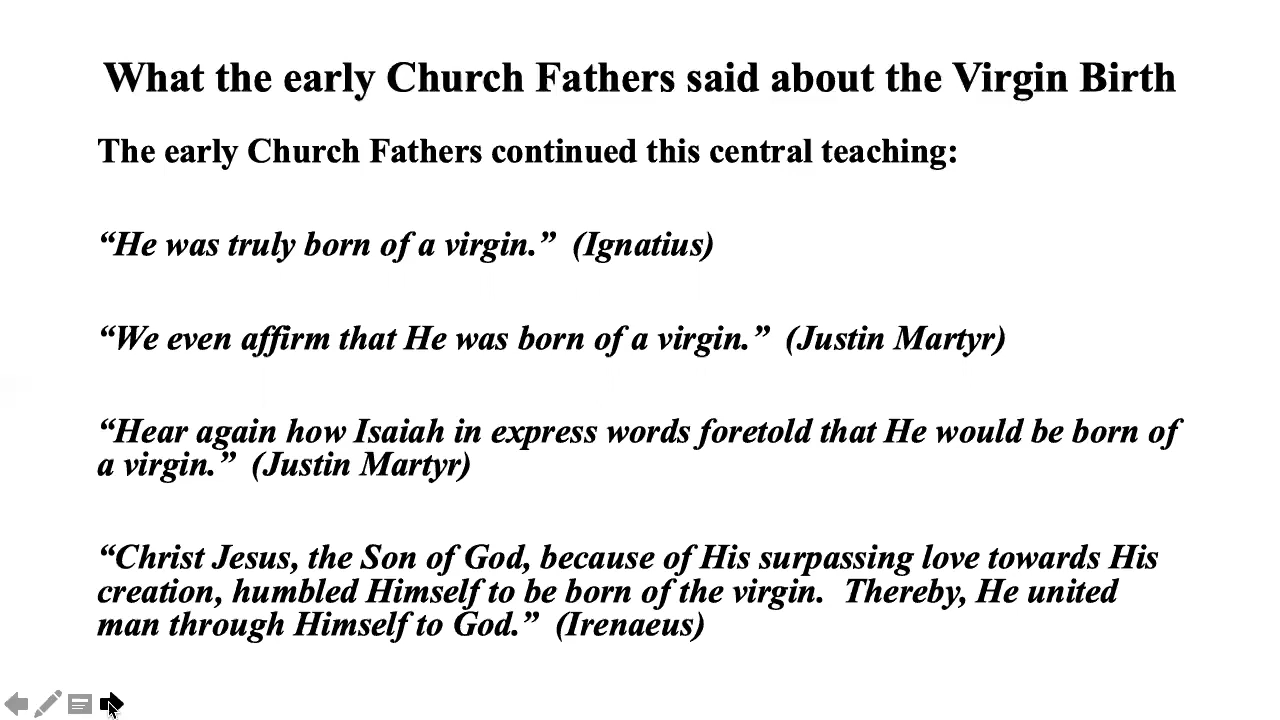 What the early Church Fathers said about the Virgin Birth
The early Church Fathers continued this central teaching:
“He was truly born of a virgin.”  (Ignatius)
“We even affirm that He was born of a virgin.”  (Justin Martyr)
“Hear again how Isaiah in express words foretold that He would be born of
a virgin.”  (Justin Martyr)
“Christ Jesus, the Son of God, because of His surpassing love towards His
creation, humbled Himself to be born of the virgin.  Thereby, He united
man through Himself to God.”  (Irenaeus)